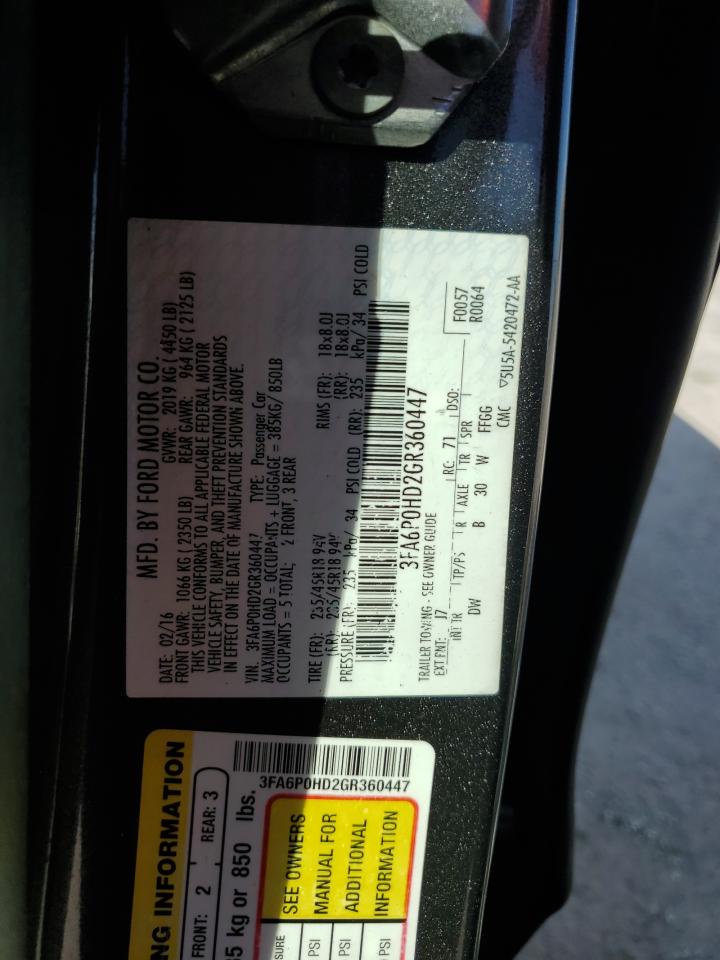 MFD. BY FORD MOTOR CO.
DATE: 02/16 GVWR: 2019 KG ( 4450 LB)
FRONT GAWR: 1066 KG ( 2350 LB) REAR GAWR: 964 KG ( 2125 LB)
THIS VEHICLE CONFORMS TO ALL APPLICABLE FEDERAL MOTOR
VEHICLE SAFETY, BUMPER, AND THEFT PREVENTION STANDARDS
IN EFFECT ON THE DATE OF MANUFACTURE SHOWN ABOVE.
VIN: 3FA6P0HD2GR360447 TYPE: Passenger Car
MAXIMUM LOAD = OCCUPANTS + LUGGAGE = 385KG/ 850LB
OCCUPANTS = 5 TOTAL; 2 FRONT, 3 REAR
TIRE (FR): 235/45R18 94V RIMS (FR): 18x8.0J
(RR): 235/45R18 94V (RR): 18x8.0J
PRESSURE (FR): 235 kPa/ 34 PSI COLD (RR): 235 kPa/ 34 PSI COLD
3FA6P0HD2GR360447
TRAILER TOWING - SEE OWNER GUIDE
F0057
R0064
EXT PNT: J7 RC: 71 DSO:
INT TR TP/PS R AXLE TR SPR
DW B 30 W FFGG
CMC ▽5U5A-5420472-AA
3FA6P0HD2GR360447
NG INFORMATION
FRONT: 2 REAR: 3
5 kg or 850 lbs.
SURE SEE OWNERS
PSI MANUAL FOR
PSI ADDITIONAL
PSI INFORMATION